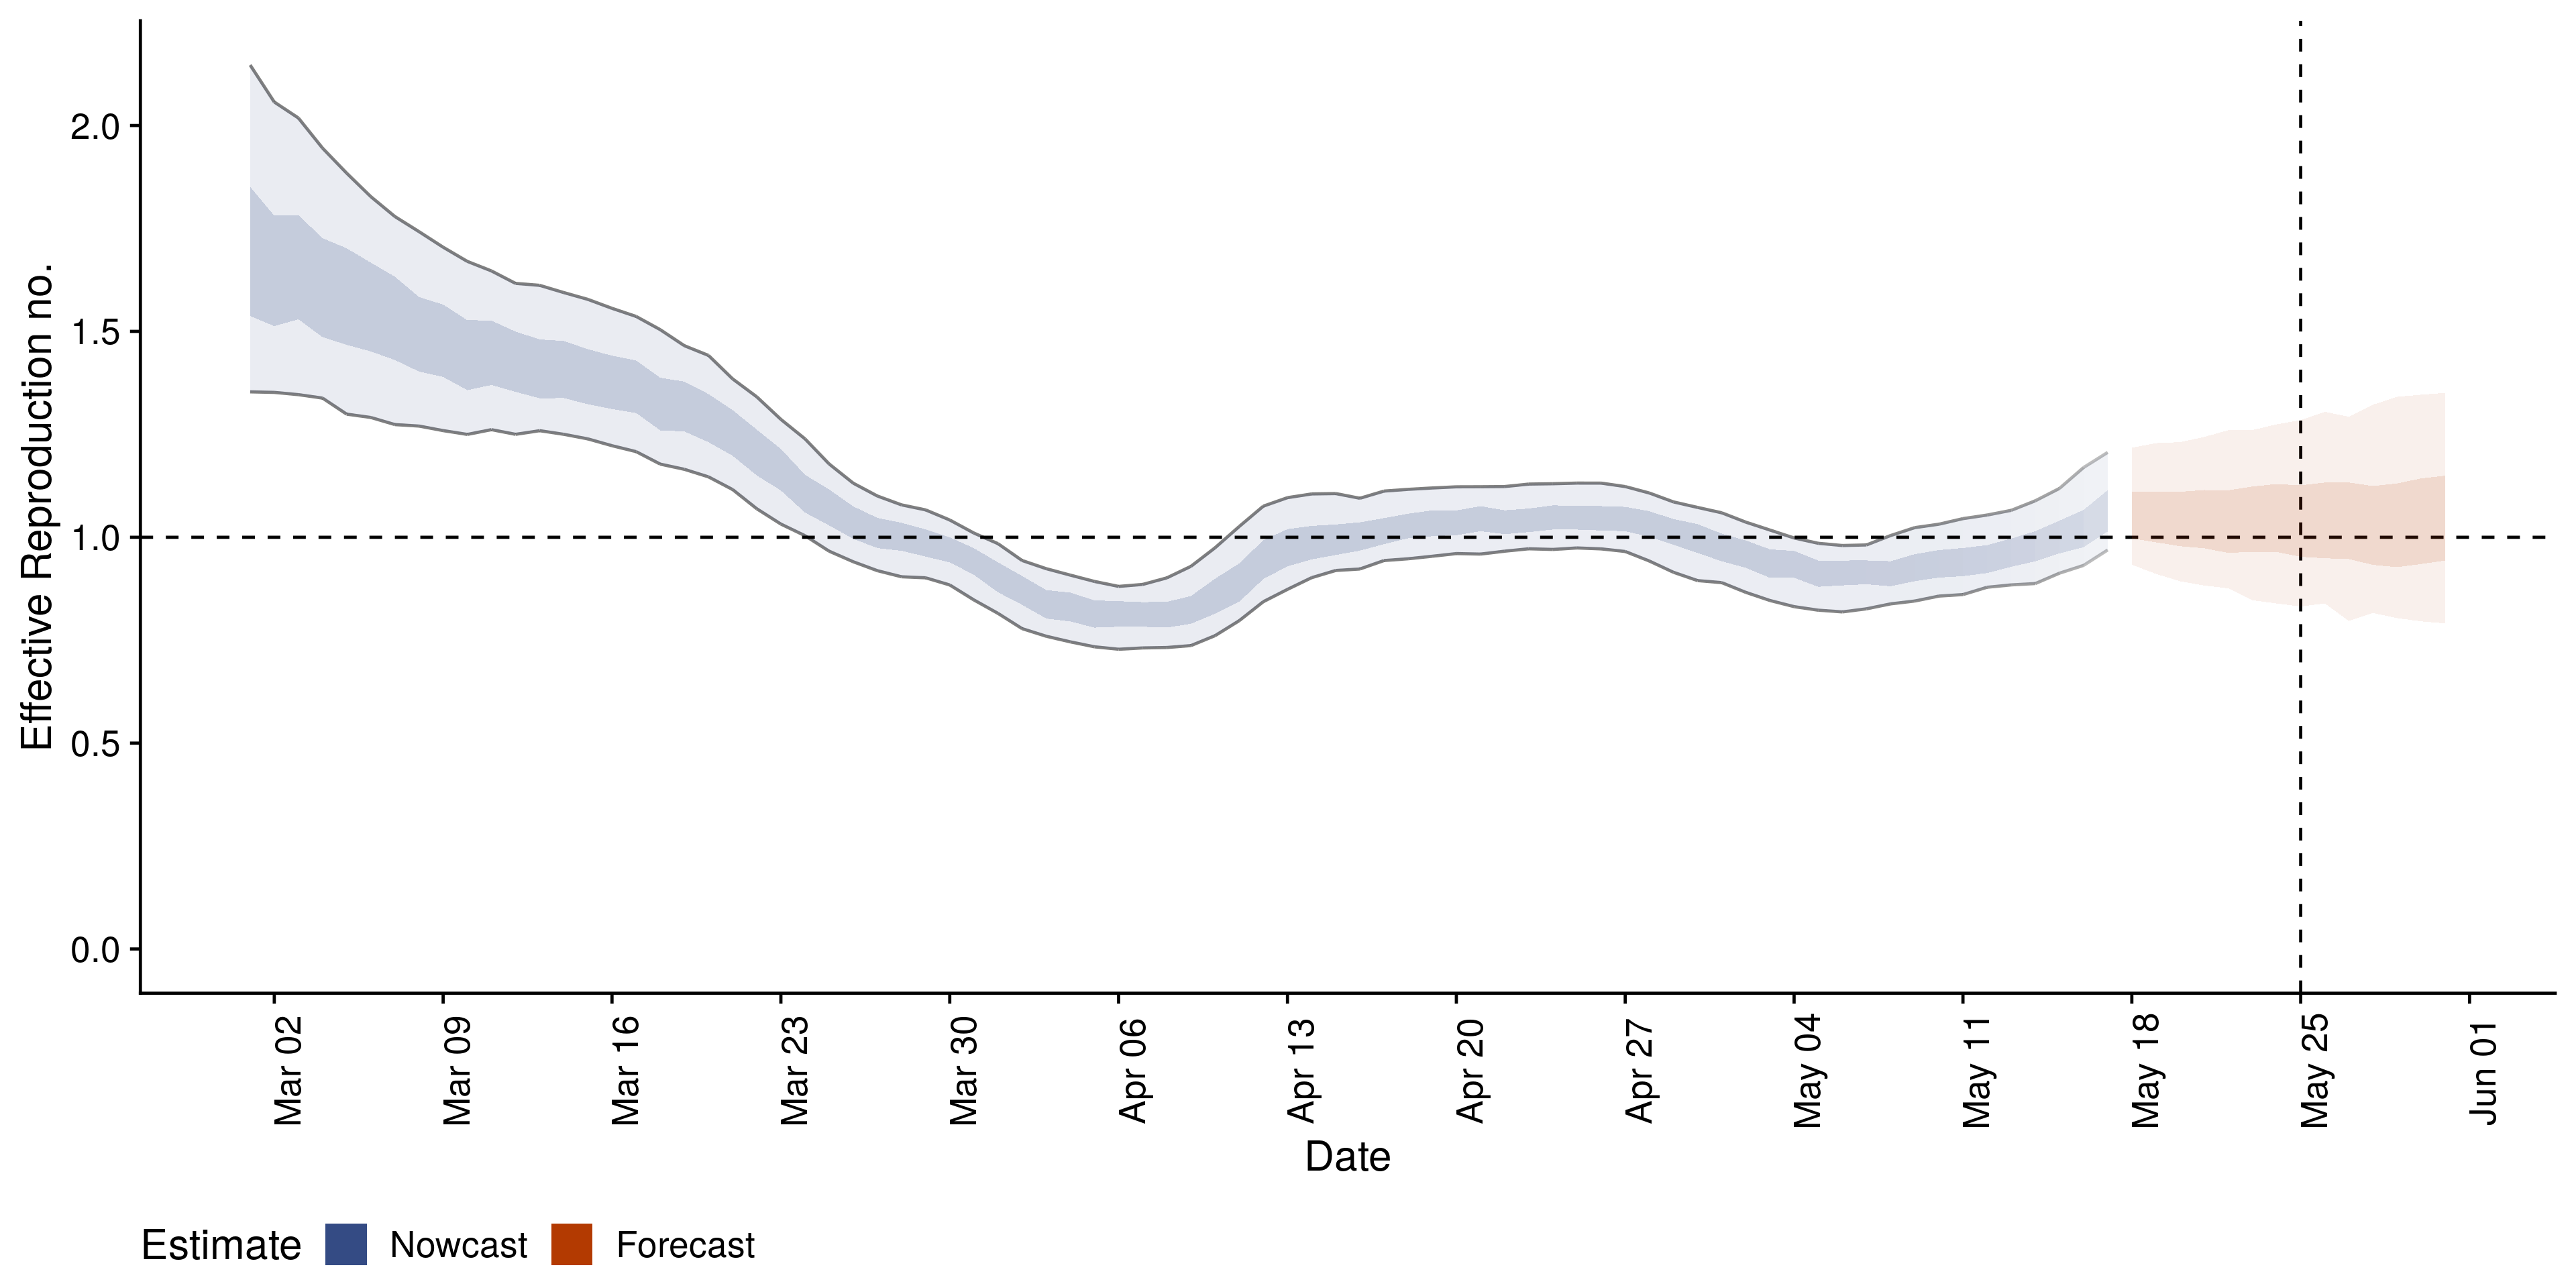 Effective Reproduction no.
2.0
1.5
1.0
0.5
0.0
Mar 02
Mar 09
Mar 16
Mar 23
Mar 30
Apr 06
Apr 13
Apr 20
Apr 27
May 04
May 11
May 18
May 25
Jun 01
Date
Estimate Nowcast Forecast